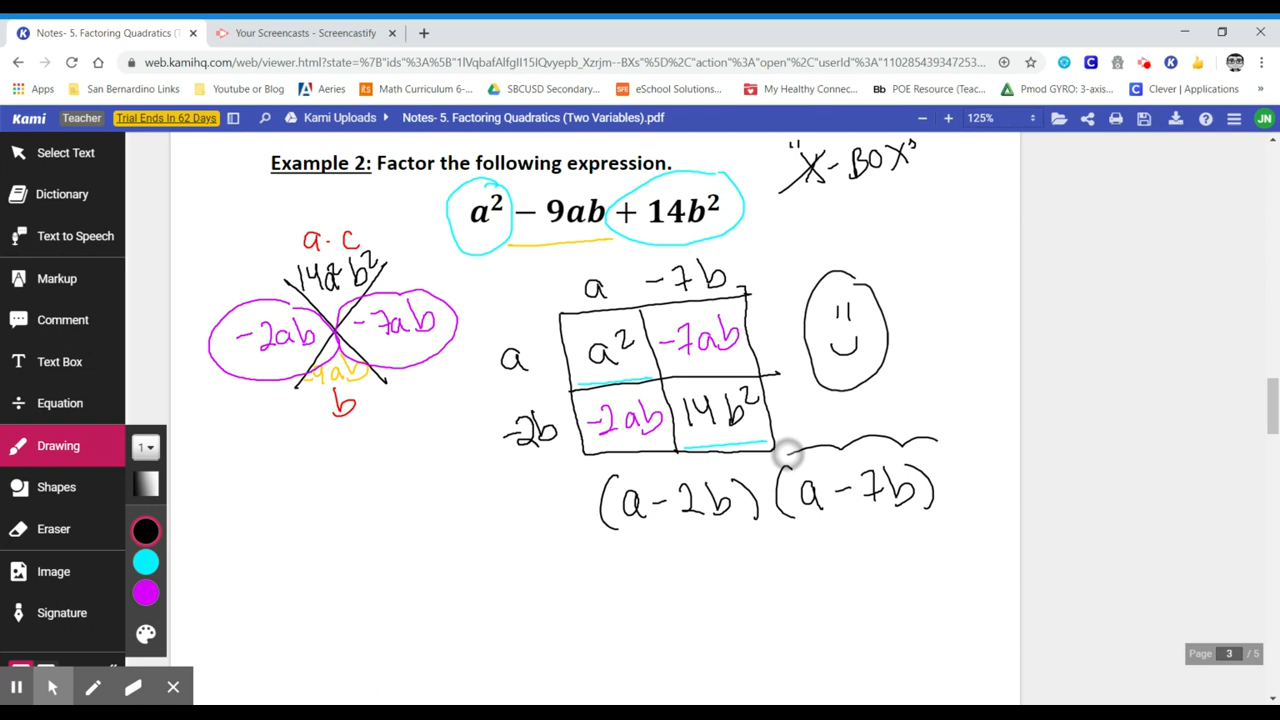 Notes- 5. Factoring Quadratics (T
Your Screencasts - Screencastify
web.kamihq.com/web/viewer.html?state=%7B"ids"%3A%5B"1lVqbafAlfgII15IQvyepb_Xzrjm--BXs"%5D%2C"action"%3A"open"%2C"userId"%3A"110285439347253...
Apps
San Bernardino Links
Youtube or Blog
Aeries
Math Curriculum 6-...
SBCUSD Secondary...
eSchool Solutions...
My Healthy Connec...
Bb POE Resource (Teac...
Pmod GYRO: 3-axis...
Clever | Applications
»
Kami
Teacher
Trial Ends In 62 Days
Kami Uploads
Notes- 5. Factoring Quadratics (Two Variables).pdf
125%
JN
Select Text
Dictionary
Text to Speech
Markup
Comment
T Text Box
Equation
Drawing
1
Shapes
Eraser
Image
Signature
Example 2: Factor the following expression.
"X-BOX"
a² − 9ab + 14b²
a · c
14a²b²
-2ab -7ab
-9ab
b
a -7b
a a² -7ab
-2b -2ab 14b²
(a-2b)(a-7b)
Page 3 / 5